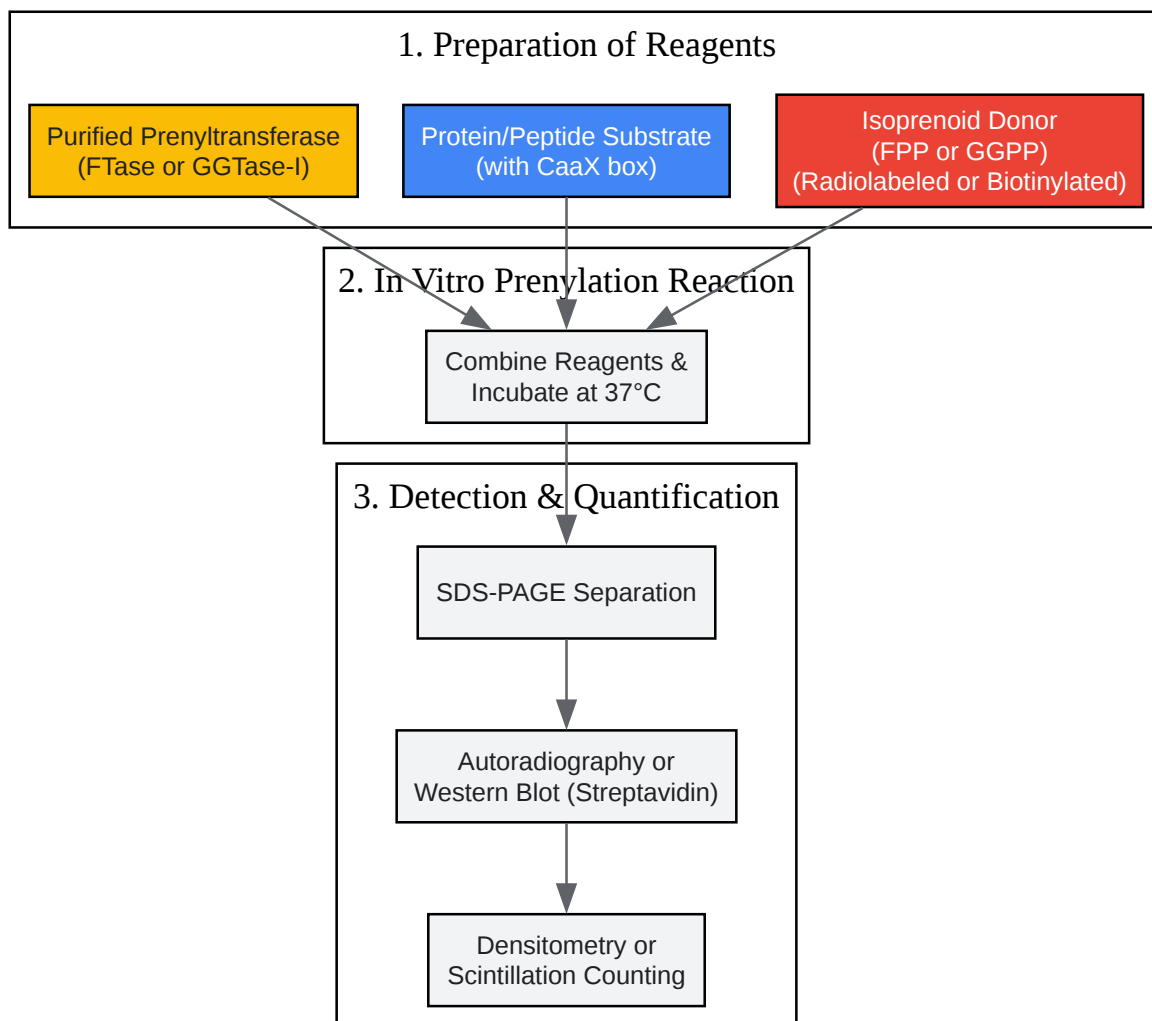 1. Preparation of Reagents
Purified Prenyltransferase
(FTase or GGTase-I)
Protein/Peptide Substrate
(with CaaX box)
Isoprenoid Donor
(FPP or GGPP)
(Radiolabeled or Biotinylated)
2. In Vitro Prenylation Reaction
Combine Reagents &
Incubate at 37°C
3. Detection & Quantification
SDS-PAGE Separation
Autoradiography or
Western Blot (Streptavidin)
Densitometry or
Scintillation Counting